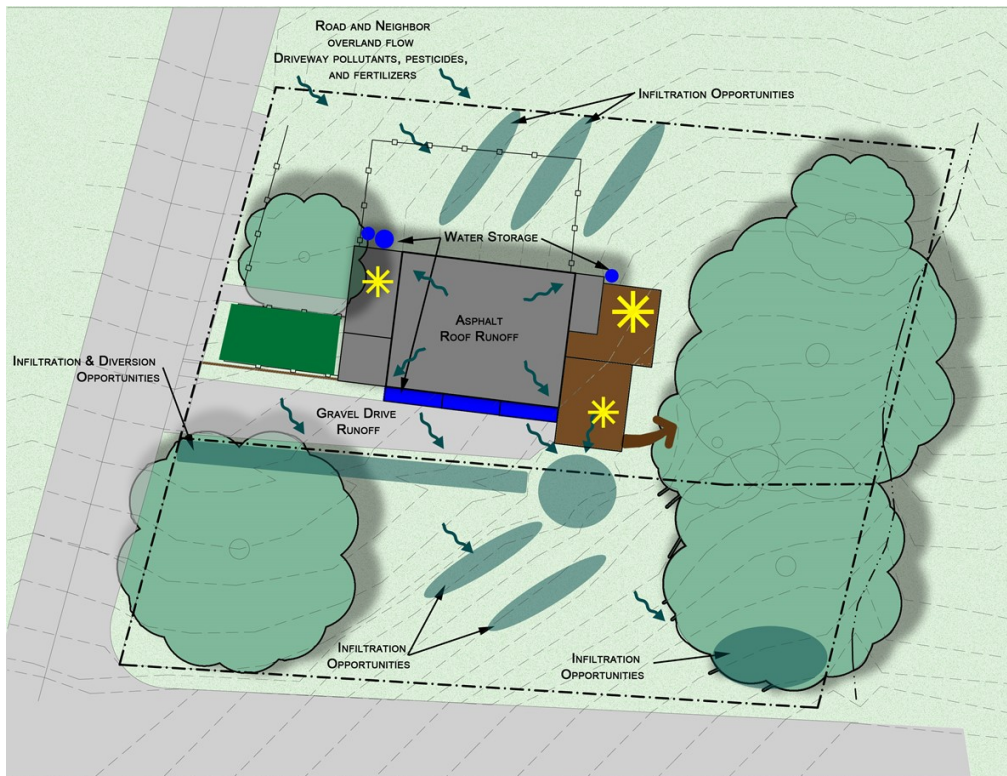 Road and Neighbor
overland flow
Driveway pollutants, pesticides,
and fertilizers
Infiltration Opportunities
Water Storage
Asphalt
Roof Runoff
Infiltration & Diversion
Opportunities
Gravel Drive
Runoff
Infiltration
Opportunities
Infiltration
Opportunities